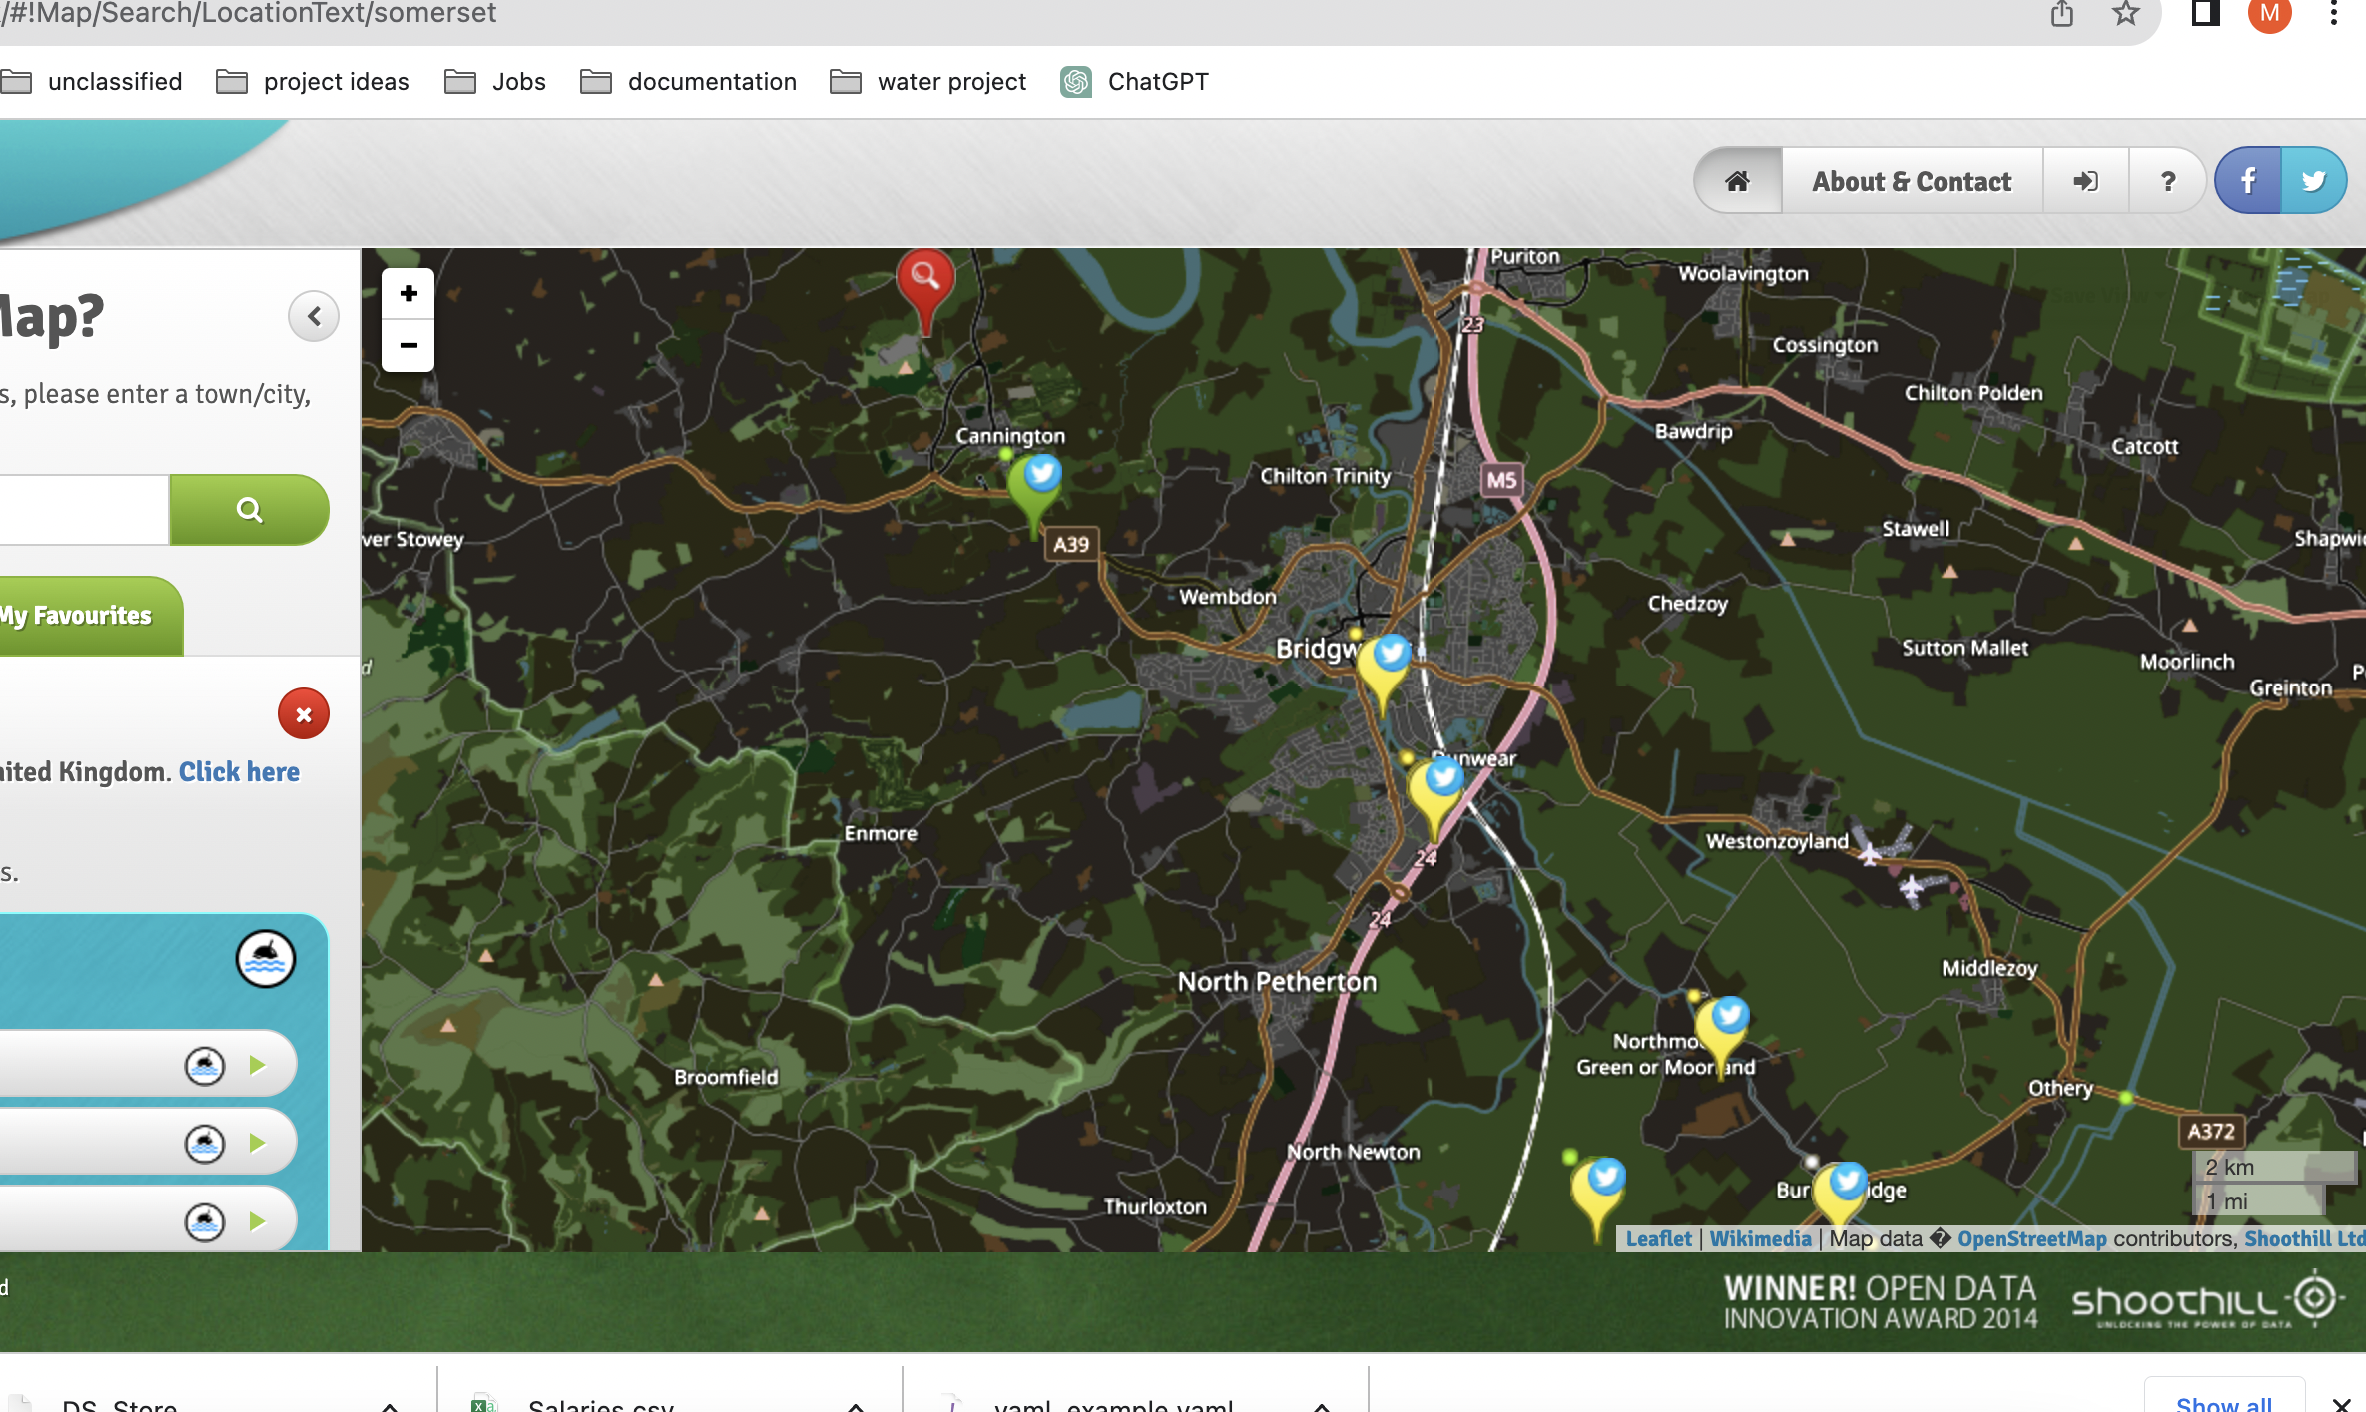 /#!Map/Search/LocationText/somerset
M
unclassified
project ideas
Jobs
documentation
water project
ChatGPT
About & Contact
?
f
Map?
s, please enter a town/city,
My Favourites
nited Kingdom. Click here
s.
+
−
Puriton
Woolavington
23
Cossington
Chilton Polden
Cannington
Bawdrip
Catcott
Chilton Trinity
M5
ver Stowey
A39
Stawell
Shapwi
Wembdon
Chedzoy
Bridgw
Sutton Mallet
Moorlinch
d
Greinton
P
Dunwear
Enmore
Westonzoyland
24
24
North Petherton
Middlezoy
Northmo
Green or Moorland
Broomfield
Othery
A372
North Newton
2 km
Bur idge
1 mi
Thurloxton
Leaflet | Wikimedia | Map data � OpenStreetMap contributors, Shoothill Ltd
d
WINNER! OPEN DATA
INNOVATION AWARD 2014
shoothill
UNLOCKING THE POWER OF DATA
DS_Store
Salaries.csv
yaml_example.yaml
Show all